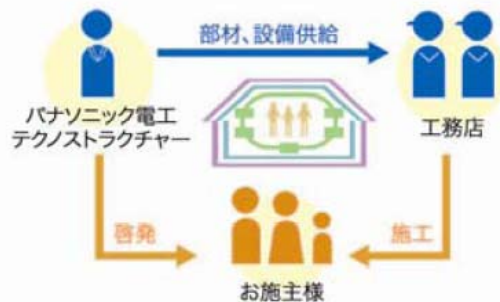 部材、設備供給
パナソニック電工
テクノストラクチャー
工務店
啓発
施工
お施主様